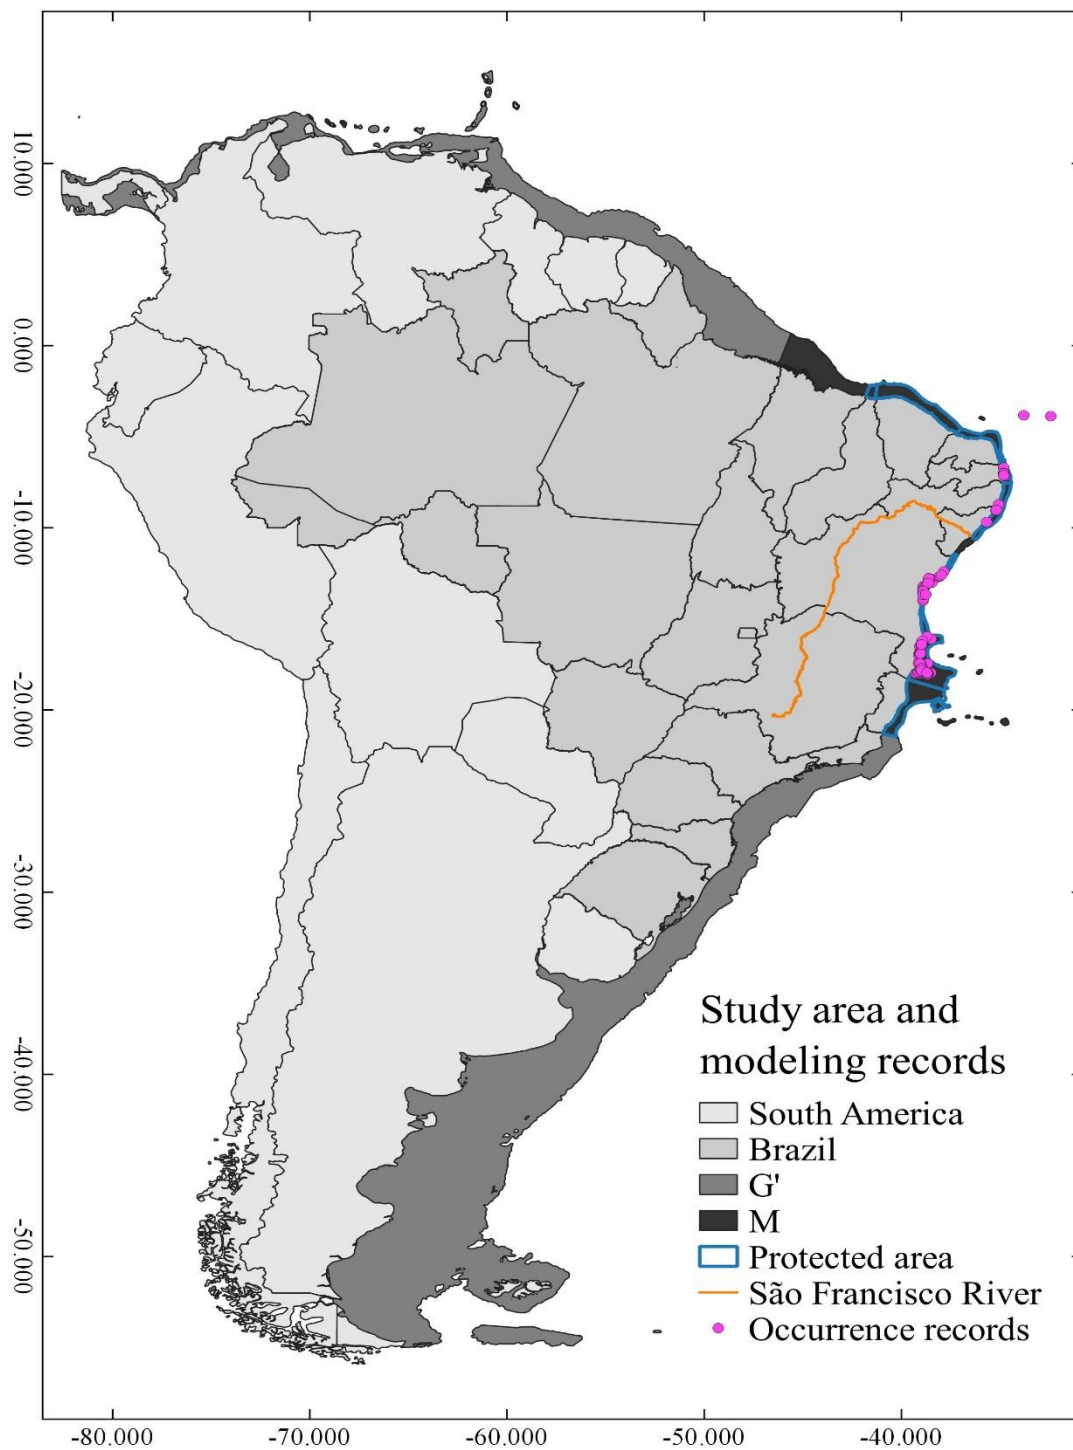 10.000
0.000
-10.000
-20.000
-30.000
-40.000
-50.000
Study area and
modeling records
South America
Brazil
G'
M
Protected area
São Francisco River
Occurrence records
-80.000
-70.000
-60.000
-50.000
-40.000